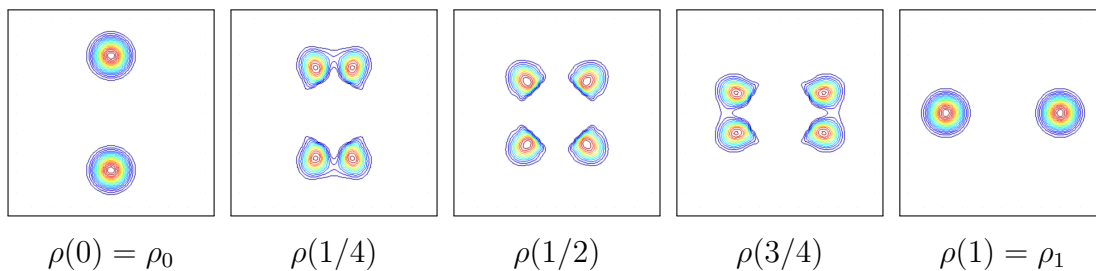 ρ(0) = ρ₀ ρ(1/4) ρ(1/2) ρ(3/4) ρ(1) = ρ₁